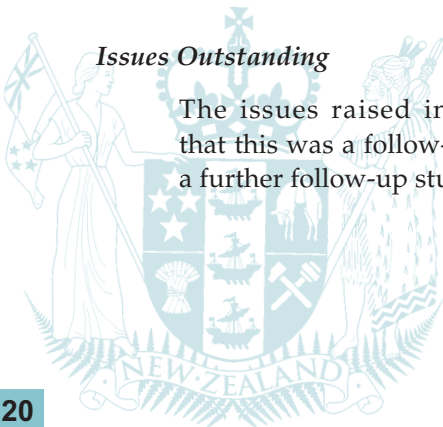 Issues Outstanding
The issues raised in
that this was a follow-
a further follow-up stu
NEW·ZEALAND
20